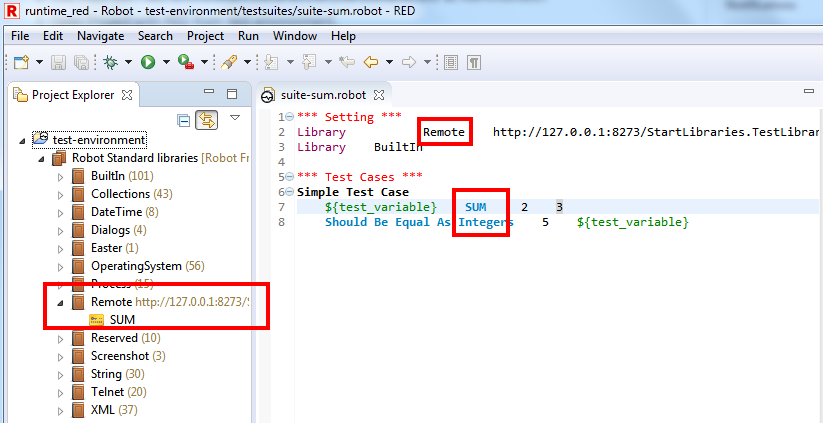 runtime_red - Robot - test-environment/testsuites/suite-sum.robot - RED
File Edit Navigate Search Project Run Window Help
Project Explorer
test-environment
Robot Standard libraries [Robot Fr
BuiltIn (101)
Collections (43)
DateTime (8)
Dialogs (4)
Easter (1)
OperatingSystem (56)
Process (15)
Remote http://127.0.0.1:8273/S
SUM
Reserved (10)
Screenshot (3)
String (30)
Telnet (20)
XML (37)
suite-sum.robot
1 *** Setting ***
2 Library Remote http://127.0.0.1:8273/StartLibraries.TestLibrar
3 Library BuiltIn
4
5 *** Test Cases ***
6 Simple Test Case
7 ${test_variable} SUM 2 3
8 Should Be Equal As Integers 5 ${test_variable}